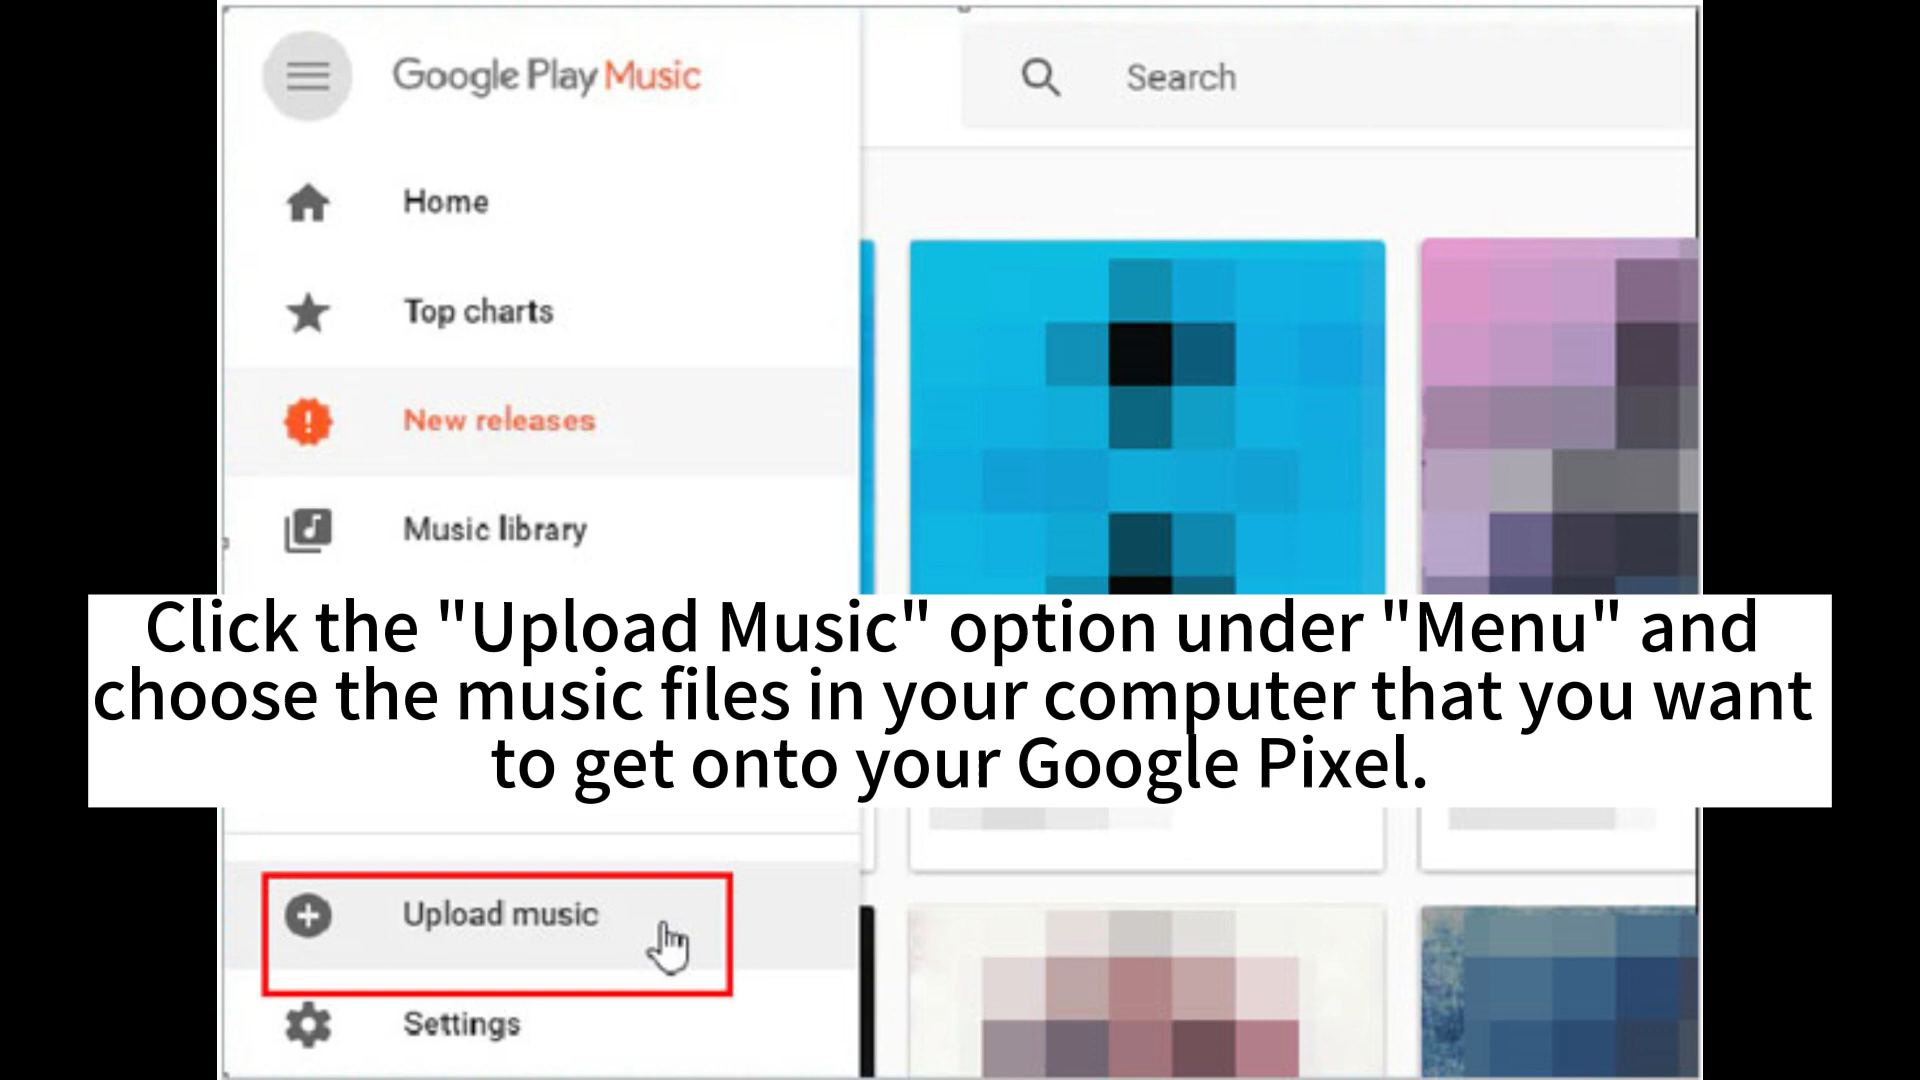 Google Play Music
Search
Home
Top charts
New releases
Music library
Click the "Upload Music" option under "Menu" and
choose the music files in your computer that you want
to get onto your Google Pixel.
Upload music
Settings